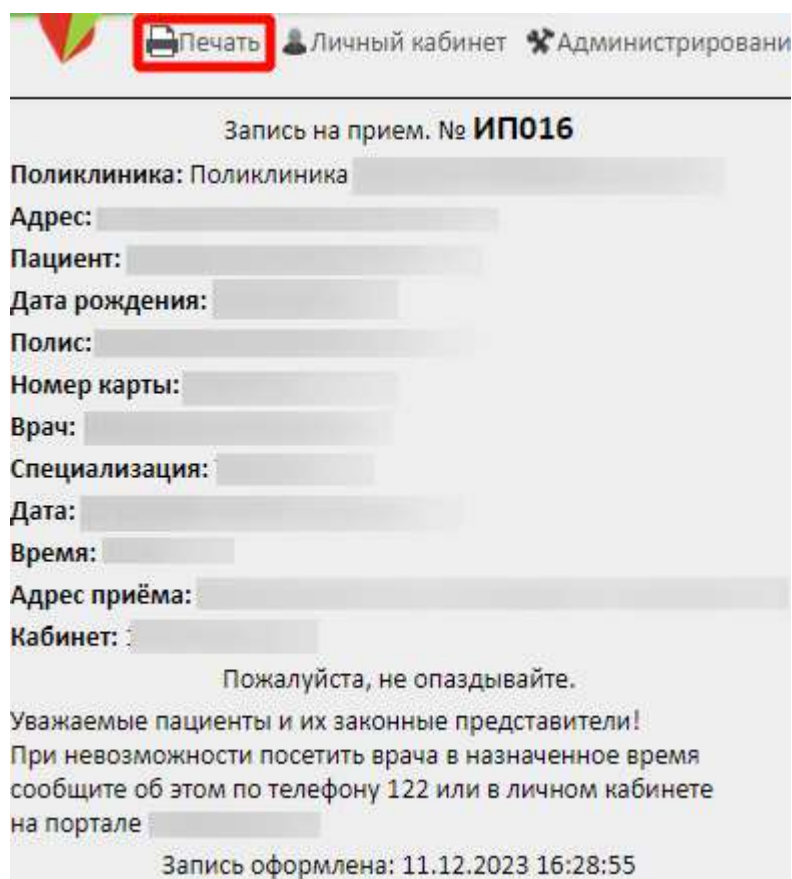 Печать Личный кабинет Администрировани
Запись на прием. № ИП016
Поликлиника: Поликлиника
Адрес:
Пациент:
Дата рождения:
Полис:
Номер карты:
Врач:
Специализация:
Дата:
Время:
Адрес приёма:
Кабинет:
Пожалуйста, не опаздывайте.
Уважаемые пациенты и их законные представители!
При невозможности посетить врача в назначенное время
сообщите об этом по телефону 122 или в личном кабинете
на портале
Запись оформлена: 11.12.2023 16:28:55